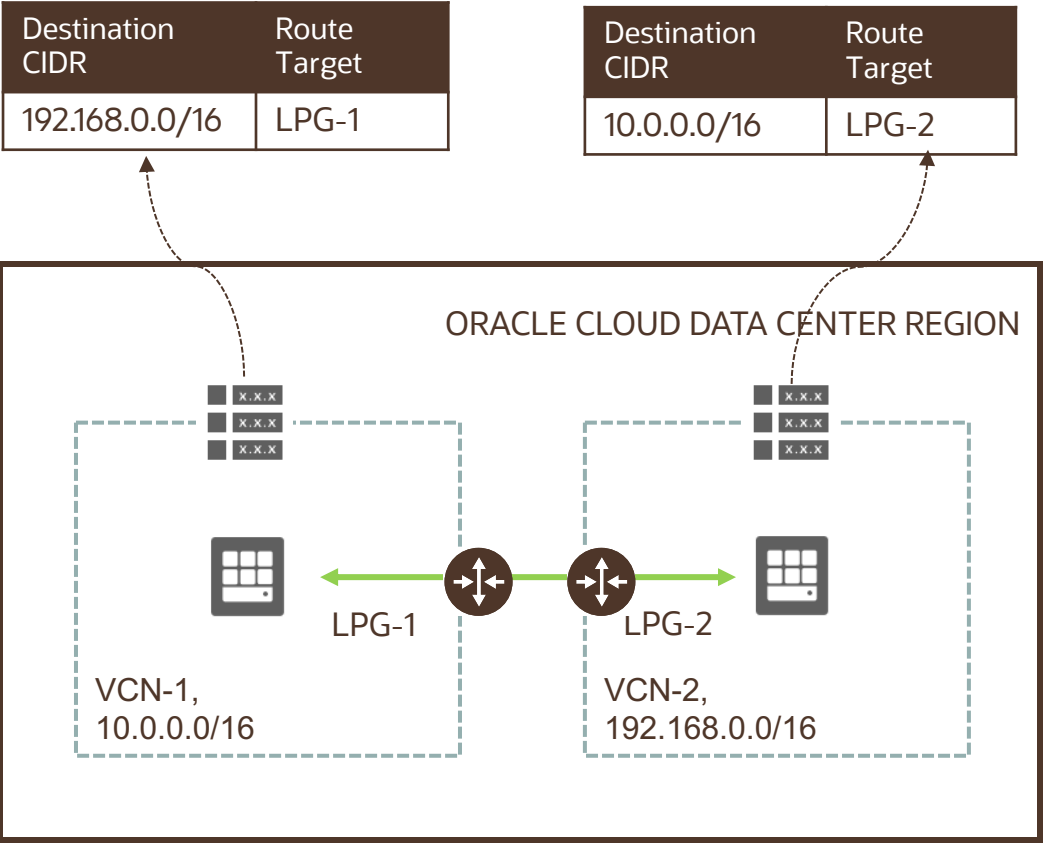 Destination CIDR
Route Target
192.168.0.0/16
LPG-1
Destination CIDR
Route Target
10.0.0.0/16
LPG-2
ORACLE CLOUD DATA CENTER REGION
x.x.x
x.x.x
x.x.x
x.x.x
x.x.x
x.x.x
LPG-1
LPG-2
VCN-1,
10.0.0.0/16
VCN-2,
192.168.0.0/16